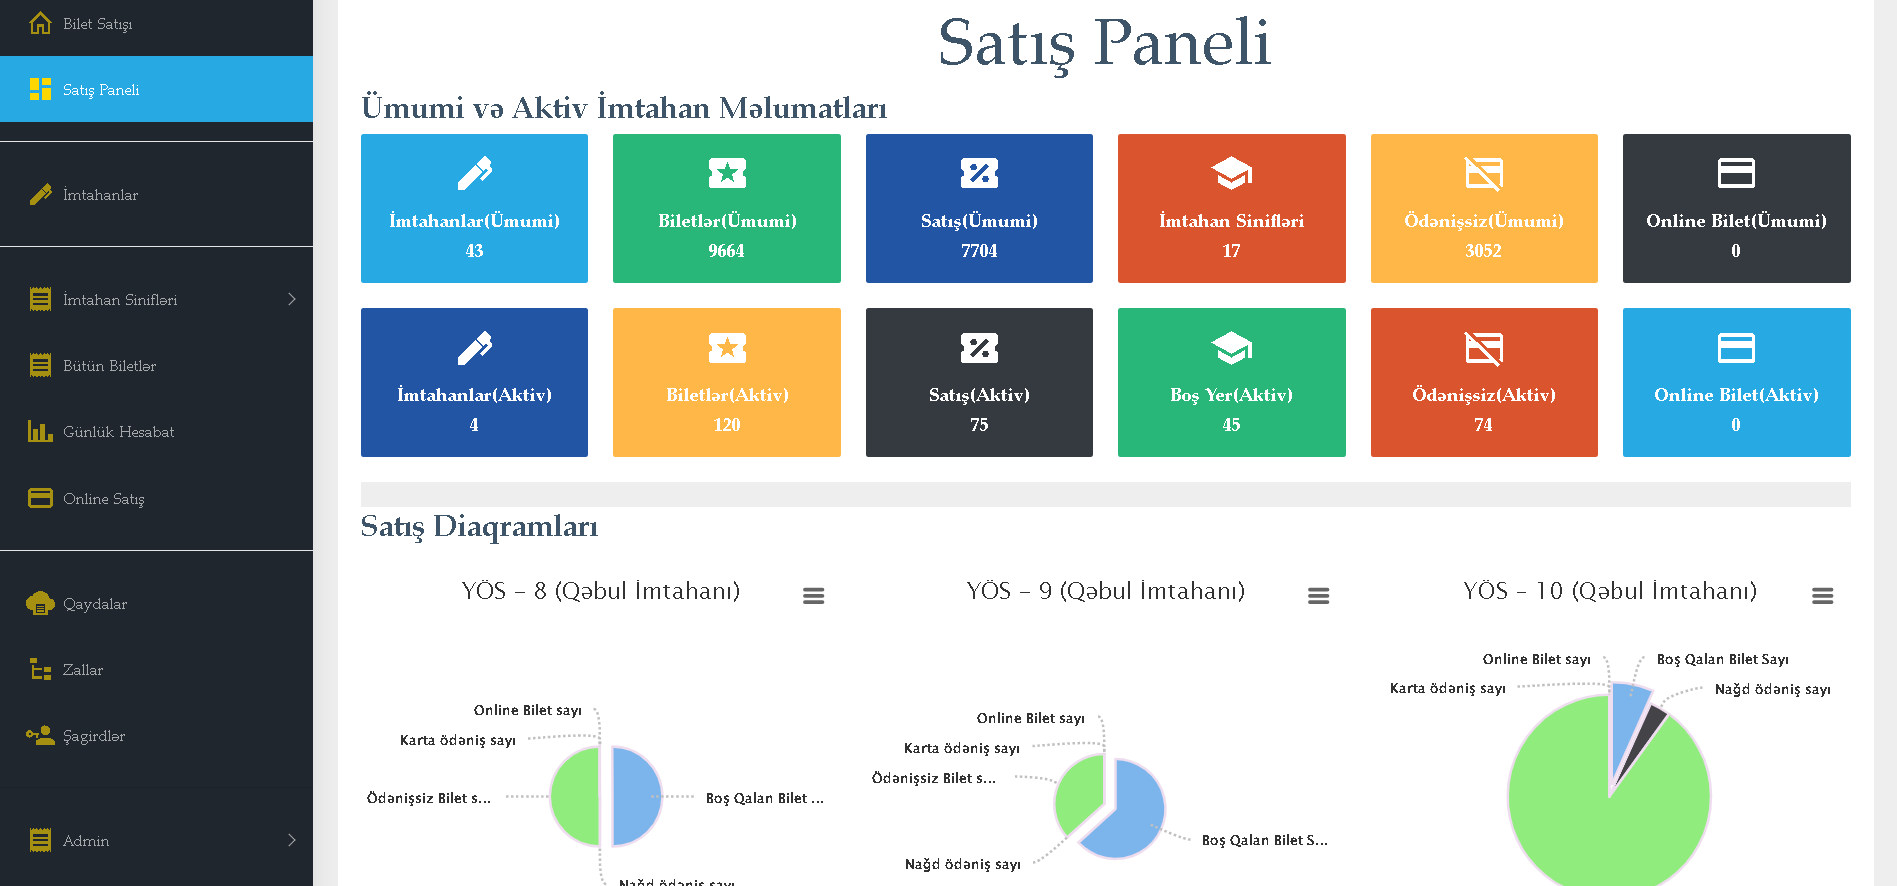 Bilet Satışı
Satış Paneli
İmtahanlar
İmtahan Sinifləri
Bütün Biletlər
Günlük Hesabat
Online Satış
Qaydalar
Zallar
Şagirdlər
Admin
Satış Paneli
Ümumi və Aktiv İmtahan Məlumatları
İmtahanlar(Ümumi)
43
Biletlər(Ümumi)
9664
Satış(Ümumi)
7704
İmtahan Sinifləri
17
Ödənişsiz(Ümumi)
3052
Online Bilet(Ümumi)
0
İmtahanlar(Aktiv)
4
Biletlər(Aktiv)
120
Satış(Aktiv)
75
Boş Yer(Aktiv)
45
Ödənişsiz(Aktiv)
74
Online Bilet(Aktiv)
0
Satış Diaqramları
YÖS – 8 (Qəbul İmtahanı)
Online Bilet sayı
Karta ödəniş sayı
Ödənişsiz Bilet s...
Boş Qalan Bilet ...
Nağd ödəniş sayı
YÖS – 9 (Qəbul İmtahanı)
Online Bilet sayı
Karta ödəniş sayı
Ödənişsiz Bilet s...
Boş Qalan Bilet S...
Nağd ödəniş sayı
YÖS – 10 (Qəbul İmtahanı)
Online Bilet sayı
Boş Qalan Bilet Sayı
Karta ödəniş sayı
Nağd ödəniş sayı